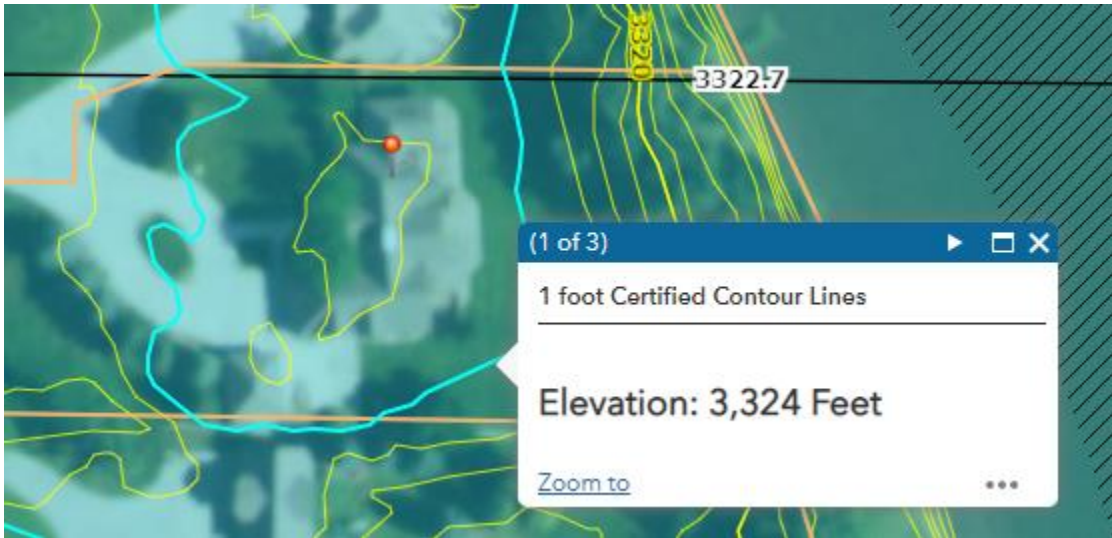 3320
3322.7
(1 of 3)
1 foot Certified Contour Lines
Elevation: 3,324 Feet
Zoom to